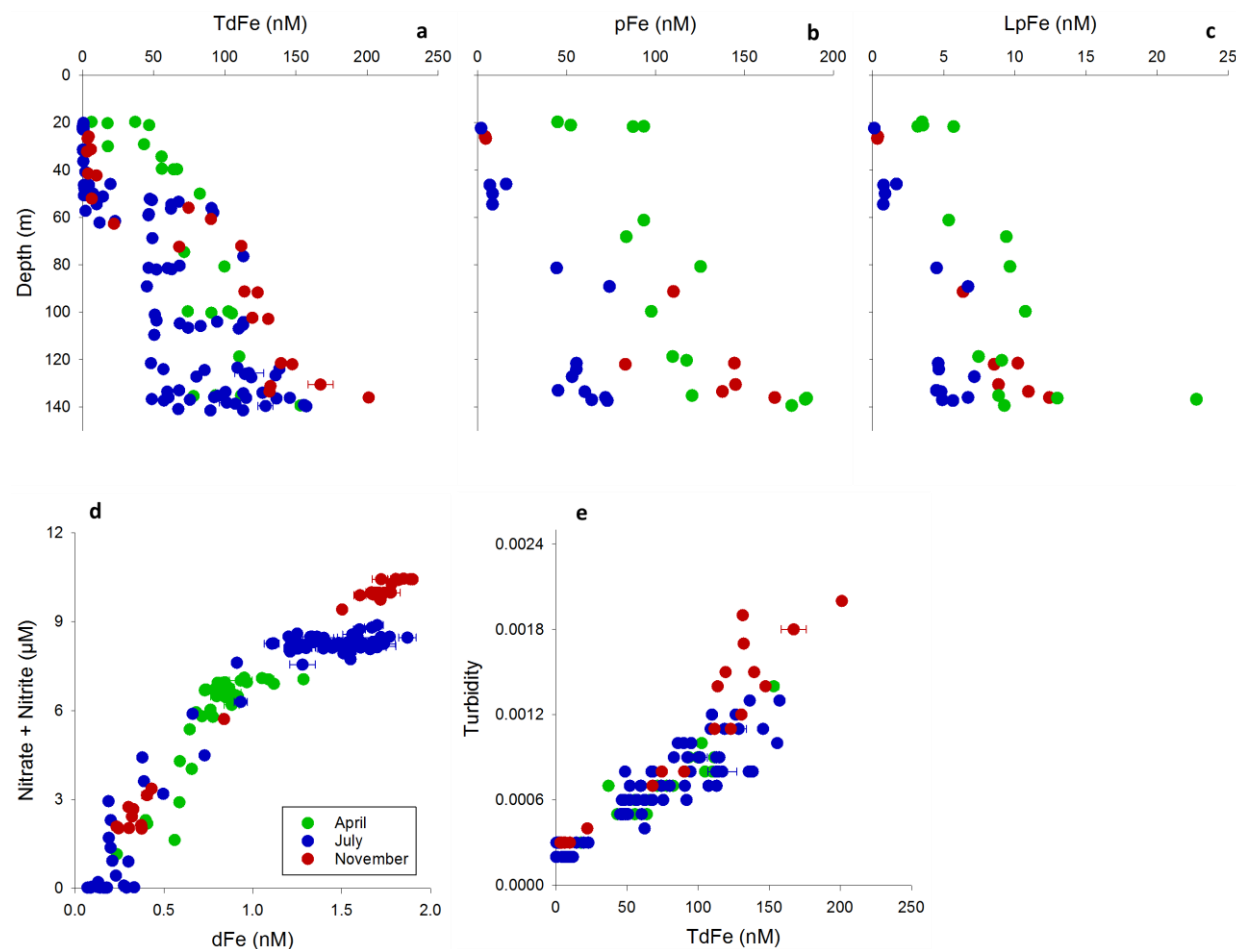 TdFe (nM)
a
0 50 100 150 200 250
pFe (nM)
b
0 50 100 150 200
LpFe (nM)
c
0 5 10 15 20 25
Depth (m)
0
20
40
60
80
100
120
140
d
Nitrate + Nitrite (µM)
12
9
6
3
0
April
July
November
0.0 0.5 1.0 1.5 2.0
dFe (nM)
e
Turbidity
0.0024
0.0018
0.0012
0.0006
0.0000
0 50 100 150 200 250
TdFe (nM)